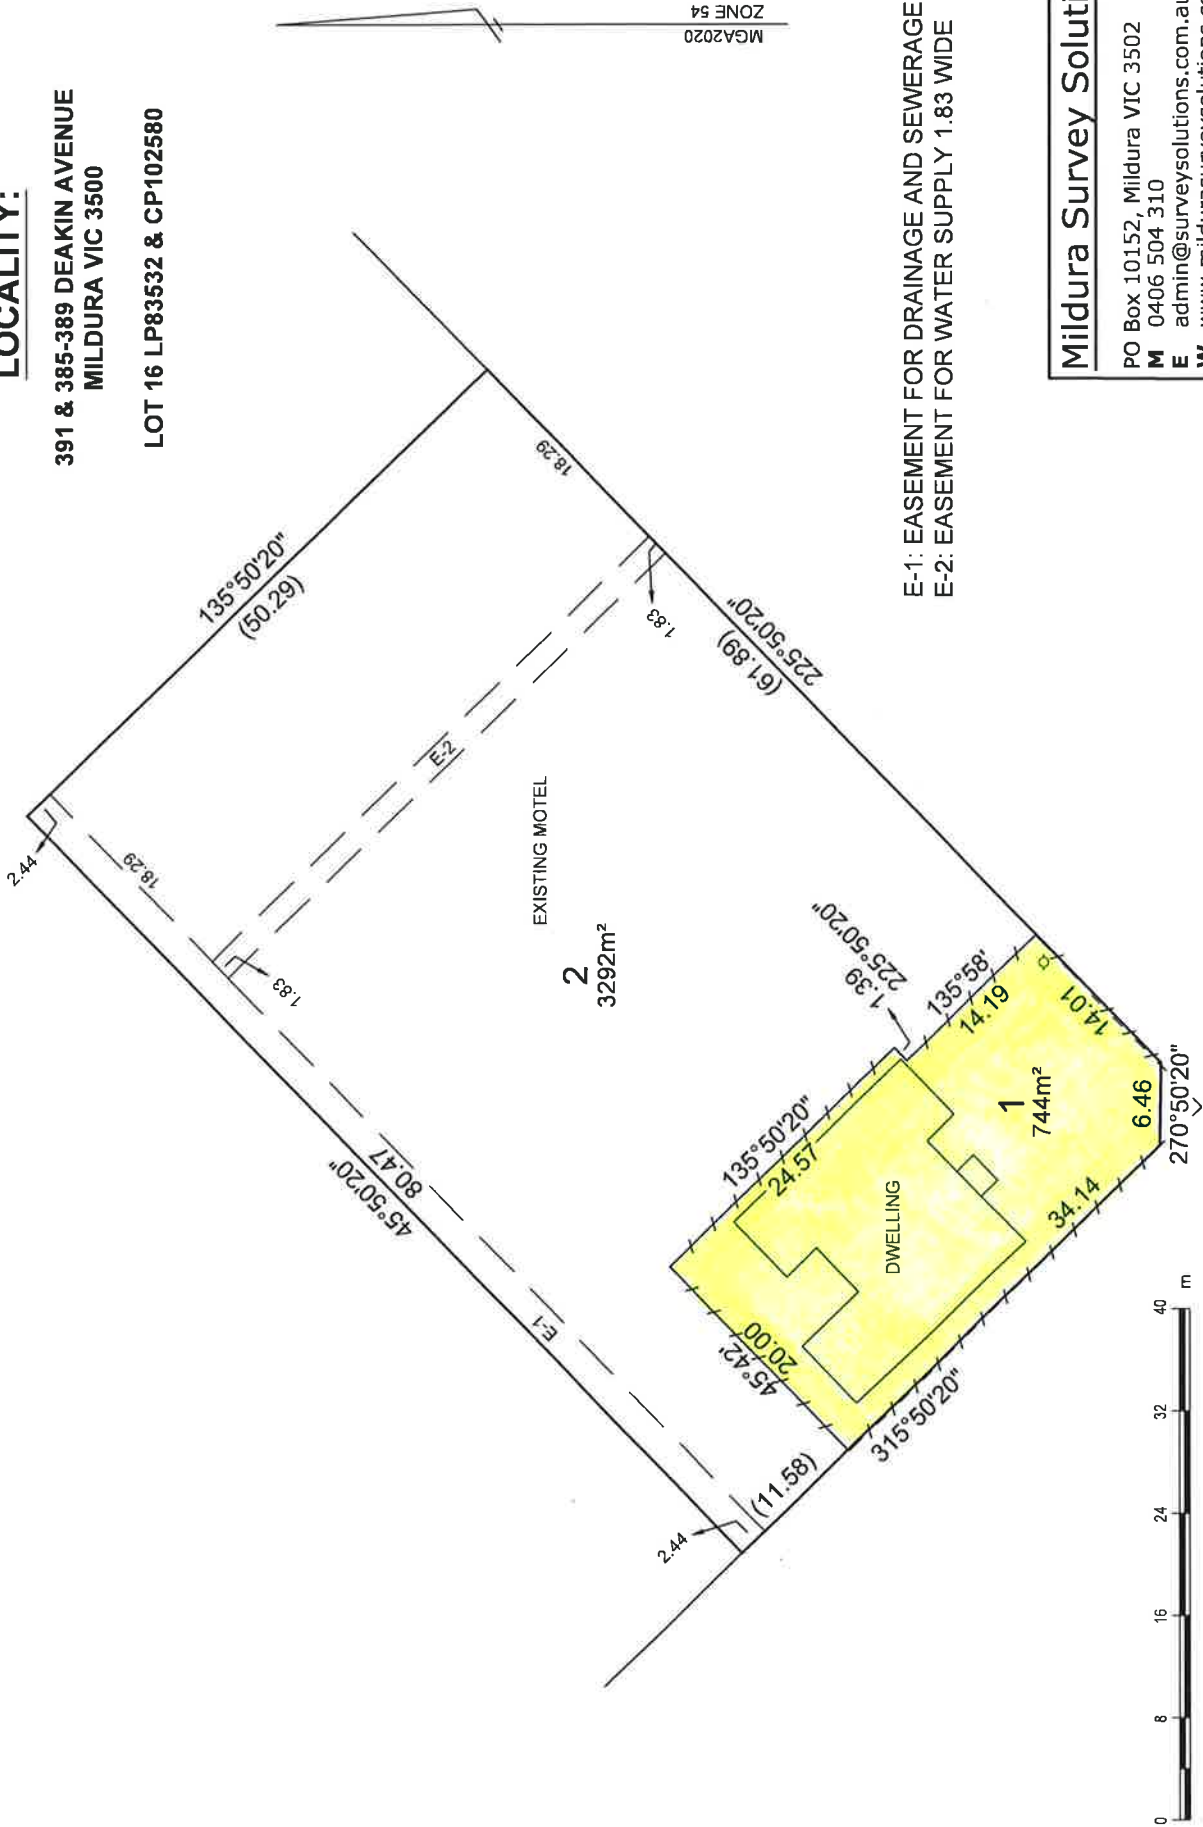 LOCALITY:
391 & 385-389 DEAKIN AVENUE
MILDURA VIC 3500
LOT 16 LP83532 & CP102580
MGA2020
ZONE 54
135°50'20"
(50.29)
18.29
2.44
18.29
1.83
E-2
1.83
EXISTING MOTEL
2
3292m²
225°50'20"
(61.89)
45°50'20"
80.47
E-1
2.44
(11.58)
1.39
225°50'20"
135°58'
14.19
135°50'20"
24.57
1
744m²
14.01
6.46
270°50'20"
DWELLING
45°42'
20.00
34.14
315°50'20"
E-1: EASEMENT FOR DRAINAGE AND SEWERAGE
E-2: EASEMENT FOR WATER SUPPLY 1.83 WIDE
Mildura Survey Soluti
PO Box 10152, Mildura VIC 3502
M 0406 504 310
E admin@surveysolutions.com.au
0 8 16 24 32 40 m